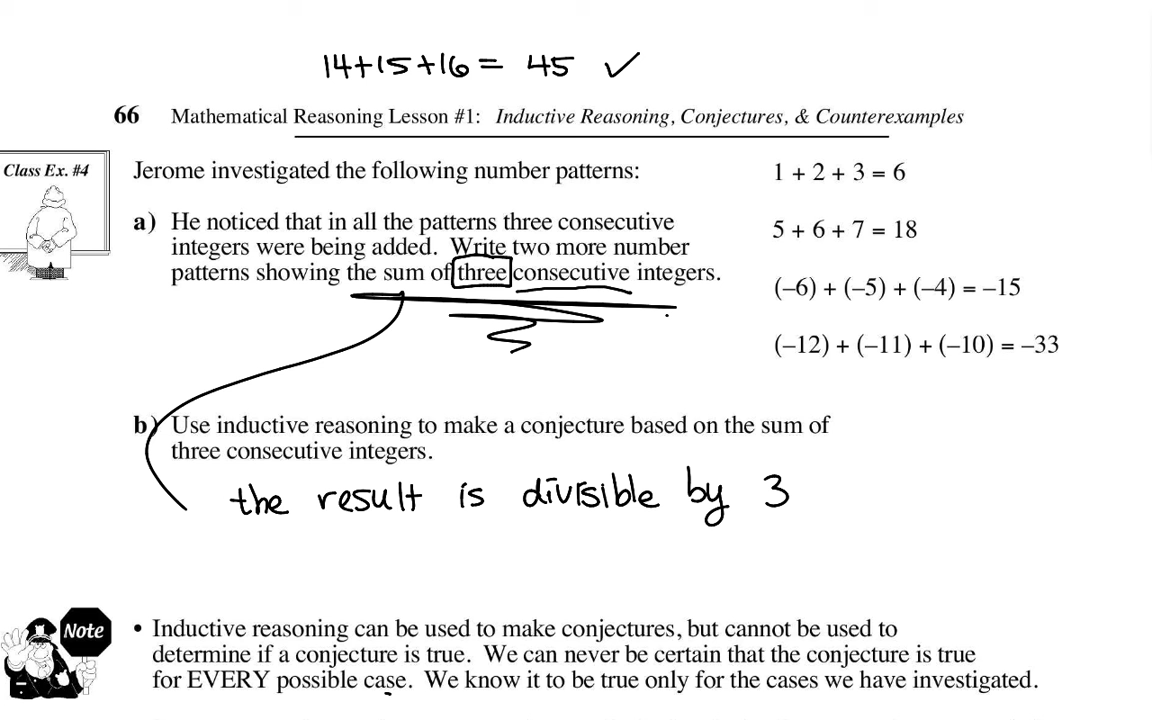 14+15+16 = 45 ✓
66 Mathematical Reasoning Lesson #1: Inductive Reasoning, Conjectures, & Counterexamples
Class Ex. #4
Jerome investigated the following number patterns:
1 + 2 + 3 = 6
a) He noticed that in all the patterns three consecutive
integers were being added. Write two more number
patterns showing the sum of three consecutive integers.
5 + 6 + 7 = 18
(–6) + (–5) + (–4) = –15
(–12) + (–11) + (–10) = –33
b) Use inductive reasoning to make a conjecture based on the sum of
three consecutive integers.
the result is divisible by 3
Note
• Inductive reasoning can be used to make conjectures, but cannot be used to
determine if a conjecture is true. We can never be certain that the conjecture is true
for EVERY possible case. We know it to be true only for the cases we have investigated.